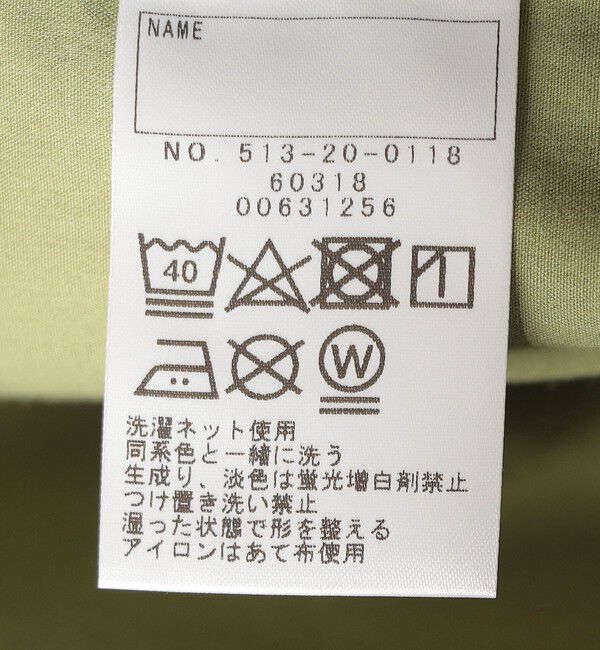 NAME
NO. 513-20-0118
60318
00631256
40
W
洗濯ネット使用
同系色と一緒に洗う
生成り、淡色は蛍光増白剤禁止
つけ置き洗い禁止
湿った状態で形を整える
アイロンはあて布使用